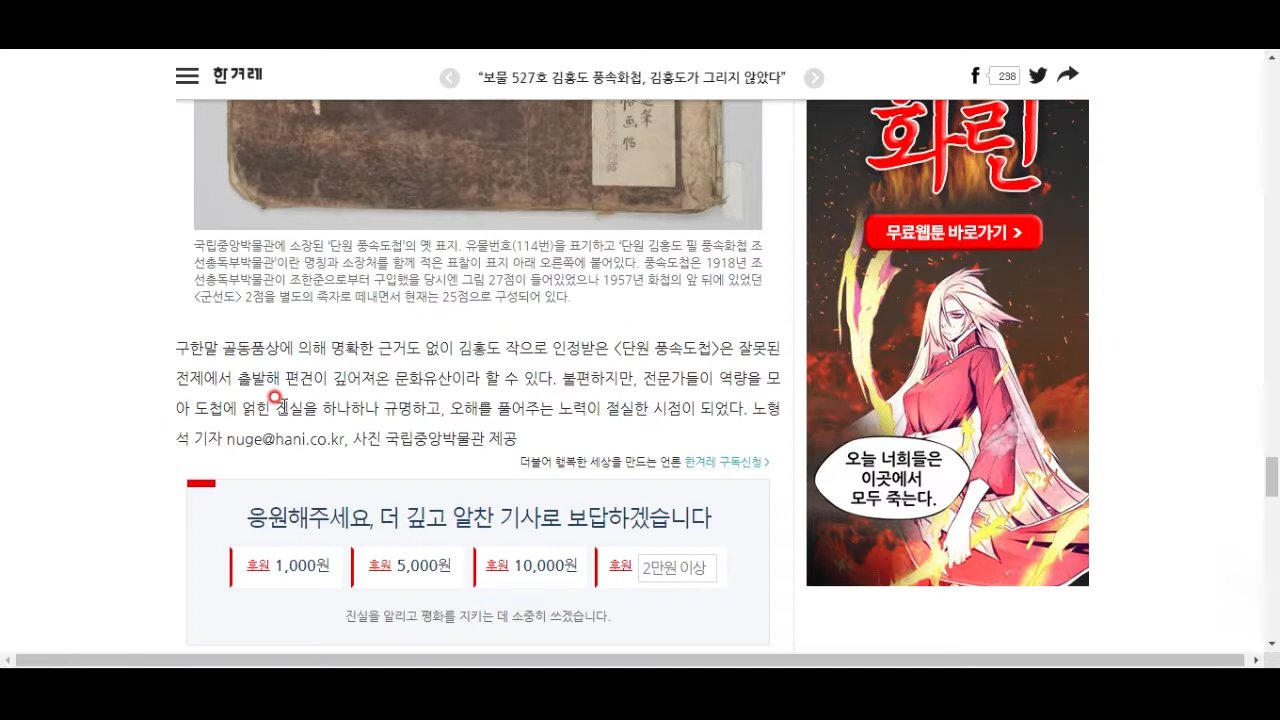 한겨레
“보물 527호 김홍도 풍속화첩, 김홍도가 그리지 않았다”
238
화린
무료웹툰 바로가기 >
국립중앙박물관에 소장된 ‘단원 풍속도첩’의 옛 표지. 유물번호(114번)을 표기하고 ‘단원 김홍도 필 풍속화첩 조
선총독부박물관’이란 명칭과 소장처를 함께 적은 표찰이 표지 아래 오른쪽에 붙어있다. 풍속도첩은 1918년 조
선총독부박물관이 조한준으로부터 구입했을 당시엔 그림 27점이 들어있었으나 1957년 화첩의 앞 뒤에 있었던
<군선도> 2점을 별도의 족자로 떼내면서 현재는 25점으로 구성되어 있다.
구한말 골동품상에 의해 명확한 근거도 없이 김홍도 작으로 인정받은 <단원 풍속도첩>은 잘못된
전제에서 출발해 편견이 깊어져온 문화유산이라 할 수 있다. 불편하지만, 전문가들이 역량을 모
아 도첩에 얽힌 진실을 하나하나 규명하고, 오해를 풀어주는 노력이 절실한 시점이 되었다. 노형
석 기자 nuge@hani.co.kr, 사진 국립중앙박물관 제공
더불어 행복한 세상을 만드는 언론 한겨레 구독신청 >
오늘 너희들은
이곳에서
모두 죽는다.
응원해주세요, 더 깊고 알찬 기사로 보답하겠습니다
후원 1,000원 후원 5,000원 후원 10,000원 후원 2만원 이상
진실을 알리고 평화를 지키는 데 소중히 쓰겠습니다.